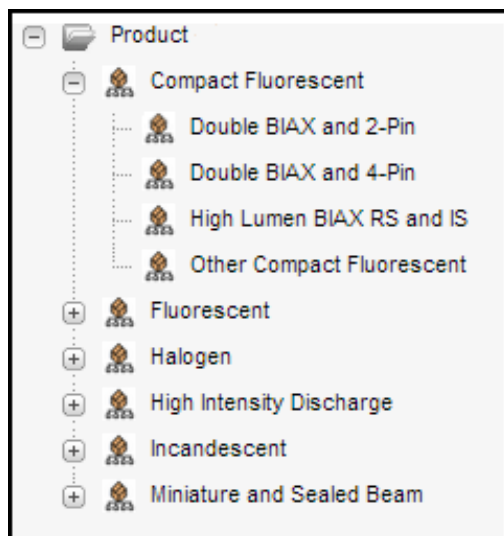 Product
Compact Fluorescent
Double BIAX and 2-Pin
Double BIAX and 4-Pin
High Lumen BIAX RS and IS
Other Compact Fluorescent
Fluorescent
Halogen
High Intensity Discharge
Incandescent
Miniature and Sealed Beam